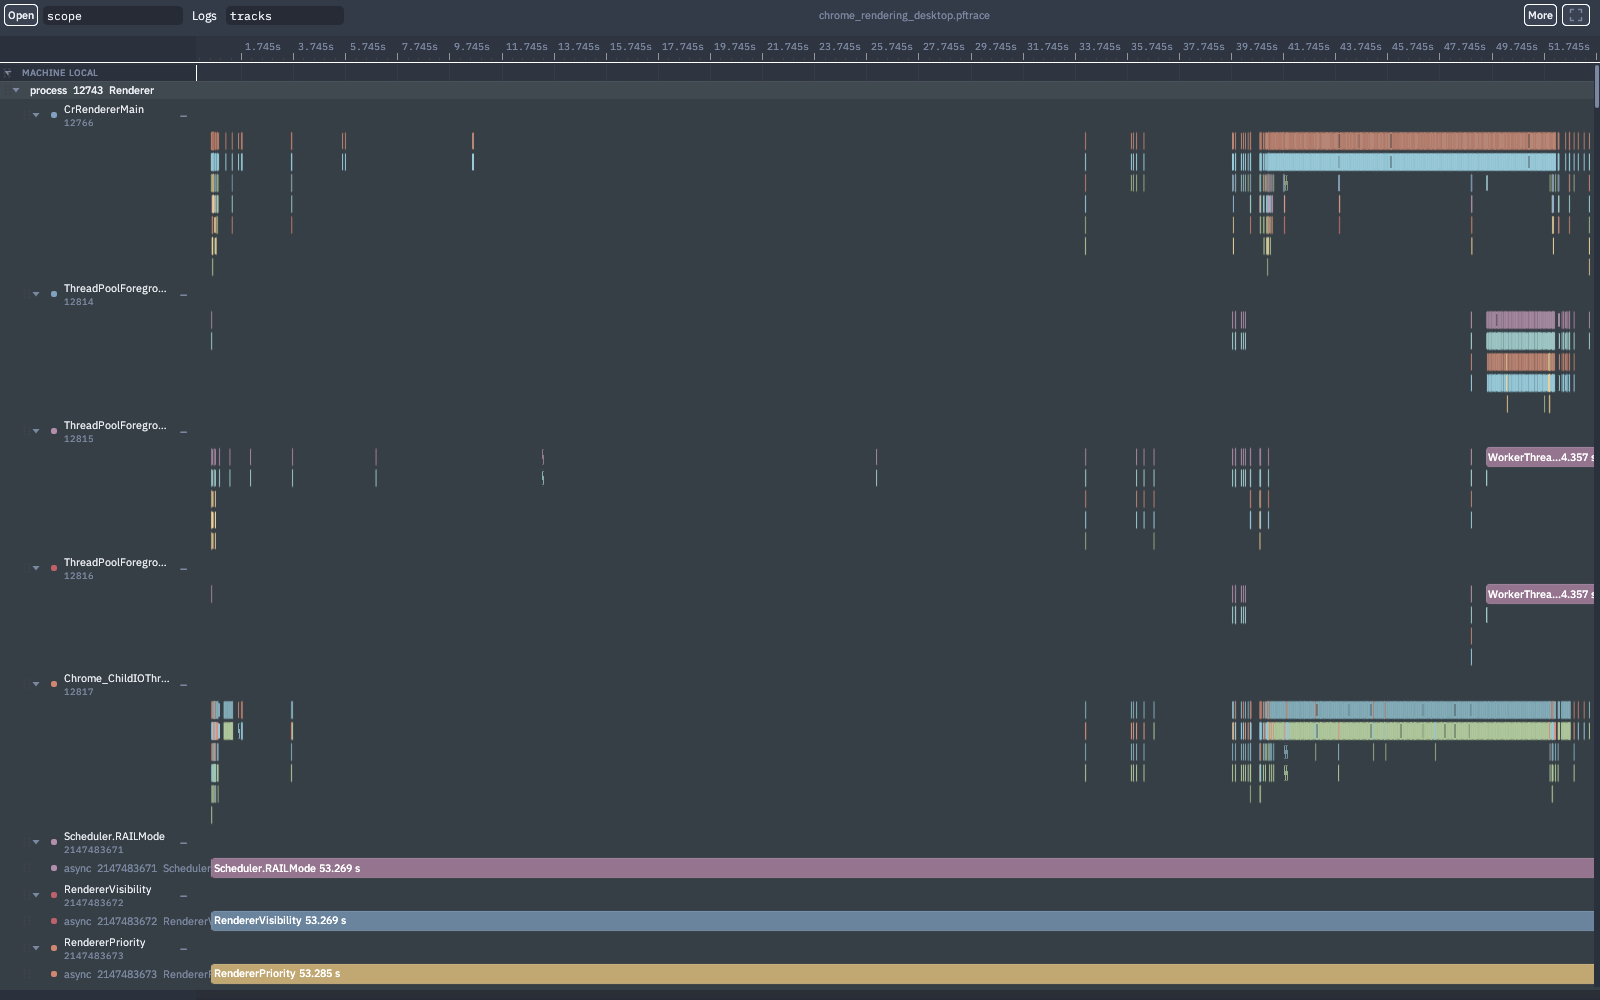 Open scope Logs tracks chrome_rendering_desktop.pftrace More
1.745s 3.745s 5.745s 7.745s 9.745s 11.745s 13.745s 15.745s 17.745s 19.745s 21.745s 23.745s 25.745s 27.745s 29.745s 31.745s 33.745s 35.745s 37.745s 39.745s 41.745s 43.745s 45.745s 47.745s 49.745s 51.745s
MACHINE LOCAL
process 12743 Renderer
CrRendererMain
12766
ThreadPoolForegro...
12814
ThreadPoolForegro...
12815
WorkerThrea...4.357 s
ThreadPoolForegro...
12816
WorkerThrea...4.357 s
Chrome_ChildIOThr...
12817
Scheduler.RAILMode
2147483671
async 2147483671 Scheduler Scheduler.RAILMode 53.269 s
RendererVisibility
2147483672
async 2147483672 Renderer RendererVisibility 53.269 s
RendererPriority
2147483673
async 2147483673 Renderer RendererPriority 53.285 s